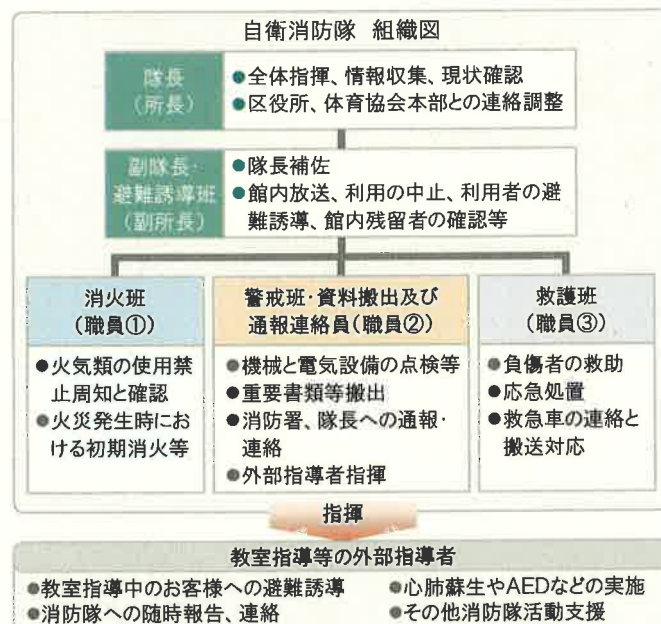 自衛消防隊 組織図
隊長
(所長)
●全体指揮、情報収集、現状確認
●区役所、体育協会本部との連絡調整
副隊長・
避難誘導班
(副所長)
●隊長補佐
●館内放送、利用の中止、利用者の避
難誘導、館内残留者の確認等
消火班
(職員①)
●火気類の使用禁
止周知と確認
●火災発生時にお
ける初期消火等
警戒班・資料搬出及び
通報連絡員(職員②)
●機械と電気設備の点検等
●重要書類等搬出
●消防署、隊長への通報・
連絡
●外部指導者指揮
救護班
(職員③)
●負傷者の救助
●応急処置
●救急車の連絡と
搬送対応
指揮
教室指導等の外部指導者
●教室指導中のお客様への避難誘導
●消防隊への随時報告、連絡
●心肺蘇生やAEDなどの実施
●その他消防隊活動支援